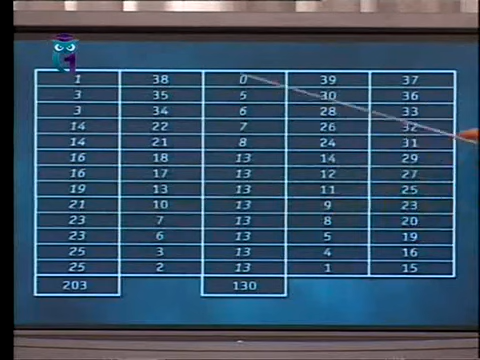 1
1 38 0 39 37
3 35 5 30 36
3 34 6 28 33
14 22 7 26 32
14 21 8 24 31
16 18 13 14 29
16 17 13 12 27
19 13 13 11 25
21 10 13 9 23
23 7 13 8 20
23 6 13 5 19
25 3 13 4 16
25 2 13 1 15
203 130